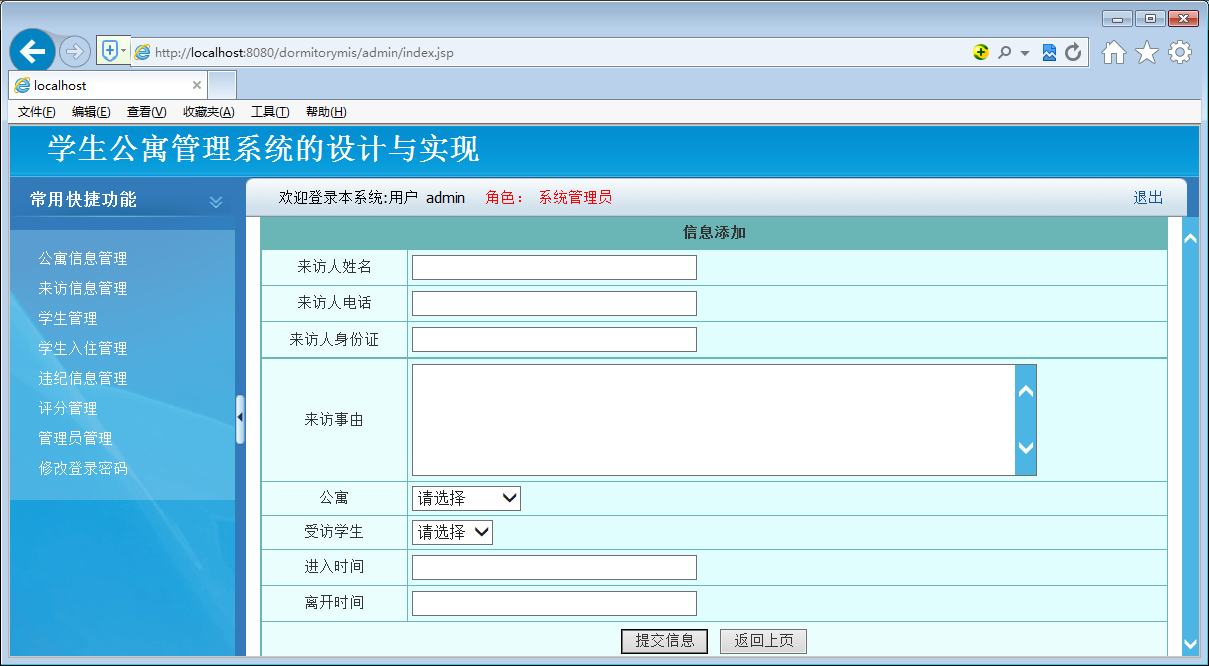 http://localhost:8080/dormitorymis/admin/index.jsp
localhost
文件(F) 编辑(E) 查看(V) 收藏夹(A) 工具(T) 帮助(H)
学生公寓管理系统的设计与实现
常用快捷功能
欢迎登录本系统:用户 admin 角色： 系统管理员 退出
公寓信息管理
来访信息管理
学生管理
学生入住管理
违纪信息管理
评分管理
管理员管理
修改登录密码
信息添加
来访人姓名
来访人电话
来访人身份证
来访事由
公寓 请选择
受访学生 请选择
进入时间
离开时间
提交信息 返回上页